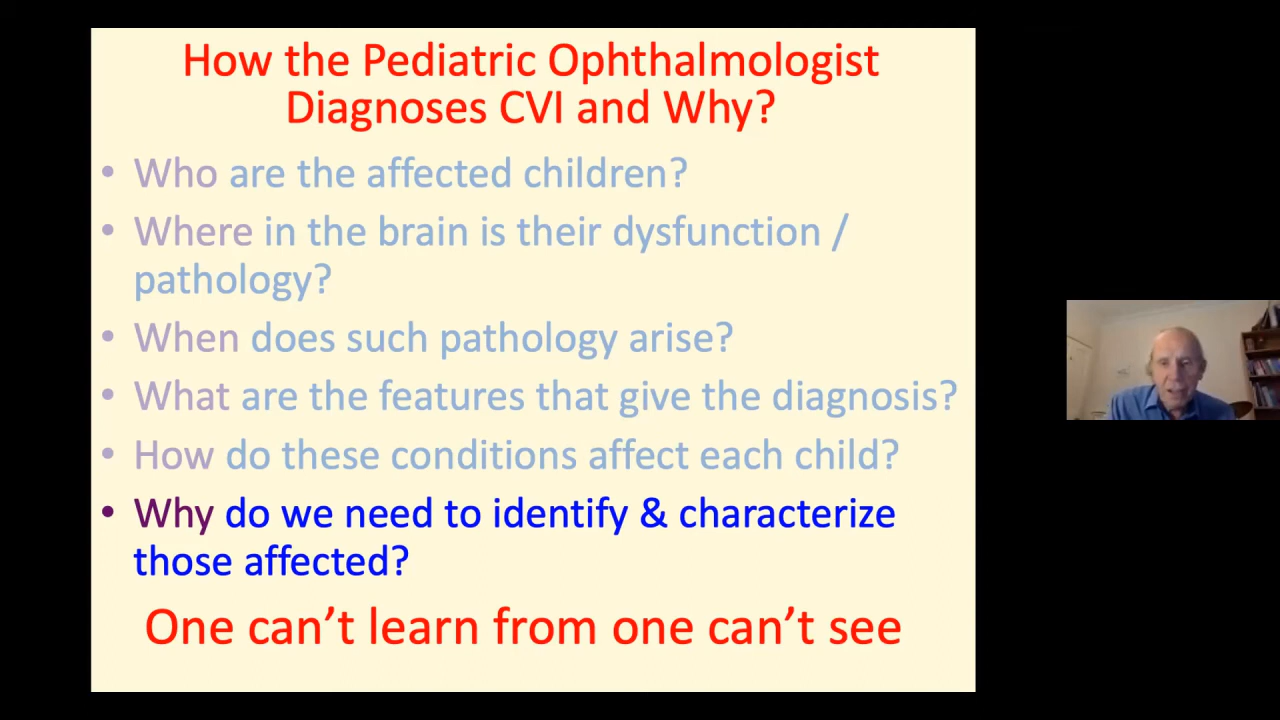 How the Pediatric Ophthalmologist
Diagnoses CVI and Why?
• Who are the affected children?
• Where in the brain is their dysfunction /
pathology?
• When does such pathology arise?
• What are the features that give the diagnosis?
• How do these conditions affect each child?
• Why do we need to identify & characterize
those affected?
One can’t learn from one can’t see